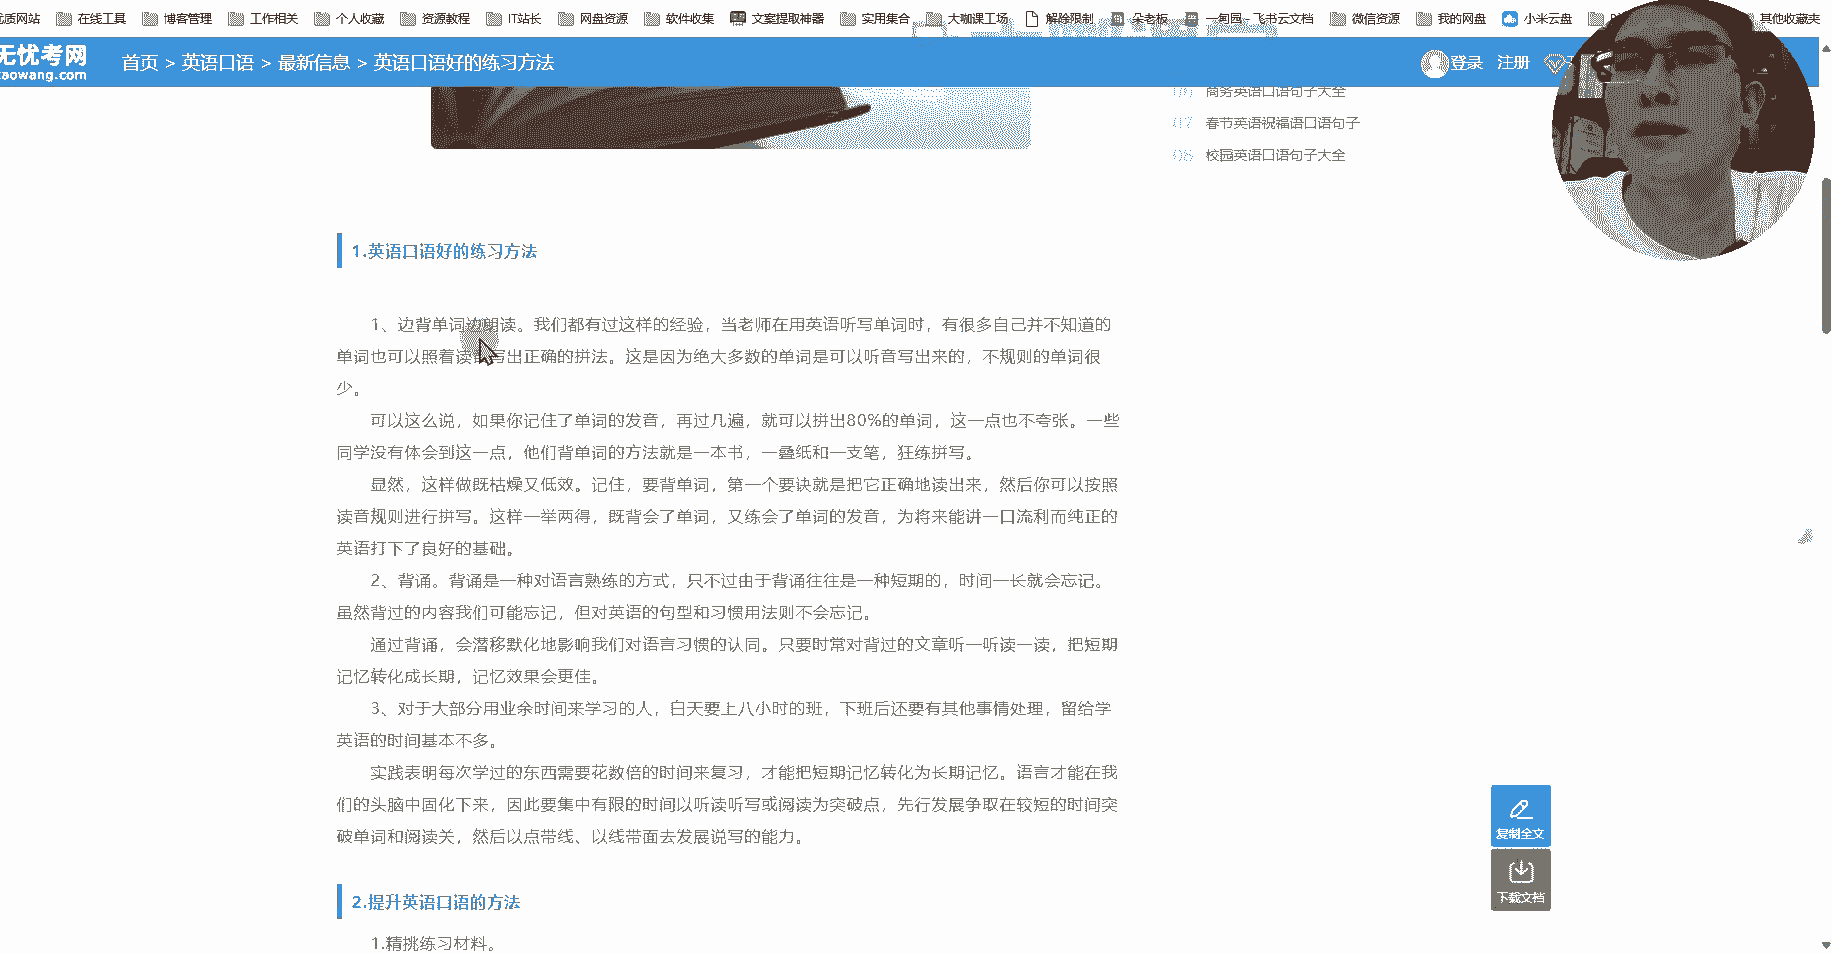 优质网站 在线工具 博客管理 工作相关 个人收藏 资源教程 IT站长 网盘资源 软件收集 文案提取神器 实用集合 大咖课工场 解除限制 朵老板 一甸园 - 飞书云文档 微信资源 我的网盘 小米云盘 其他收藏夹
无忧考网
taowang.com
首页 > 英语口语 > 最新信息 > 英语口语好的练习方法
登录 注册
06 商务英语口语句子大全
07 春节英语祝福语口语句子
08 校园英语口语句子大全
1.英语口语好的练习方法
1、边背单词边朗读。我们都有过这样的经验，当老师在用英语听写单词时，有很多自己并不知道的
单词也可以照着读音写出正确的拼法。这是因为绝大多数的单词是可以听音写出来的，不规则的单词很
少。
可以这么说，如果你记住了单词的发音，再过几遍，就可以拼出80%的单词，这一点也不夸张。一些
同学没有体会到这一点，他们背单词的方法就是一本书，一叠纸和一支笔，狂练拼写。
显然，这样做既枯燥又低效。记住，要背单词，第一个要诀就是把它正确地读出来，然后你可以按照
读音规则进行拼写。这样一举两得，既背会了单词，又练会了单词的发音，为将来能讲一口流利而纯正的
英语打下了良好的基础。
2、背诵。背诵是一种对语言熟练的方式，只不过由于背诵往往是一种短期的，时间一长就会忘记。
虽然背过的内容我们可能忘记，但对英语的句型和习惯用法则不会忘记。
通过背诵，会潜移默化地影响我们对语言习惯的认同。只要时常对背过的文章听一听读一读，把短期
记忆转化成长期，记忆效果会更佳。
3、对于大部分用业余时间来学习的人，白天要上八小时的班，下班后还要有其他事情处理，留给学
英语的时间基本不多。
实践表明每次学过的东西需要花数倍的时间来复习，才能把短期记忆转化为长期记忆。语言才能在我
们的头脑中固化下来，因此要集中有限的时间以听读听写或阅读为突破点，先行发展争取在较短的时间突
破单词和阅读关，然后以点带线、以线带面去发展说写的能力。
复制全文
下载文档
2.提升英语口语的方法
1.精挑练习材料。